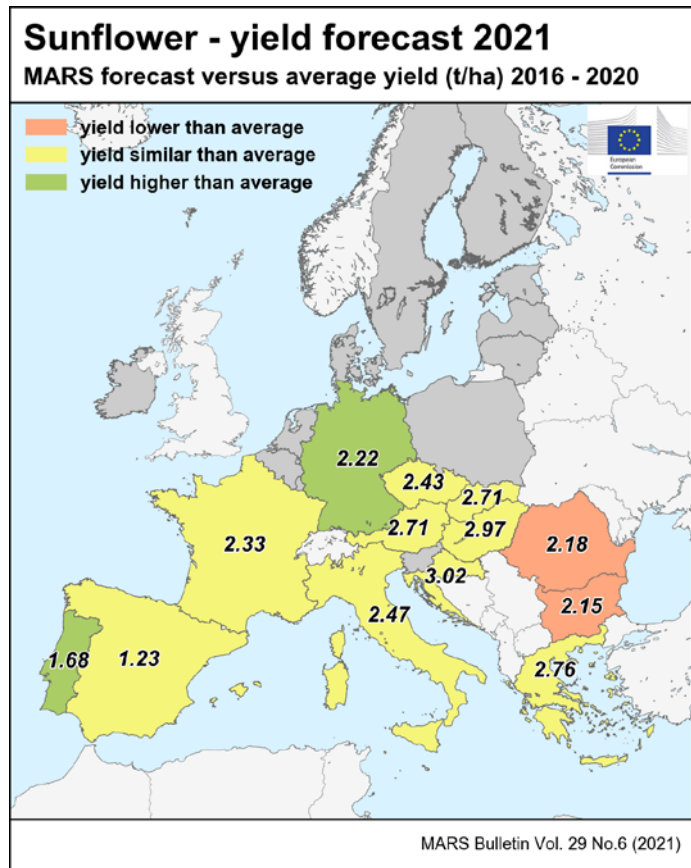 Sunflower - yield forecast 2021
MARS forecast versus average yield (t/ha) 2016 - 2020
yield lower than average
yield similar than average
yield higher than average
European
Commission
2.22
2.43
2.71
2.71
2.97
2.33
2.18
3.02
2.47
2.15
1.68
1.23
2.76
MARS Bulletin Vol. 29 No.6 (2021)